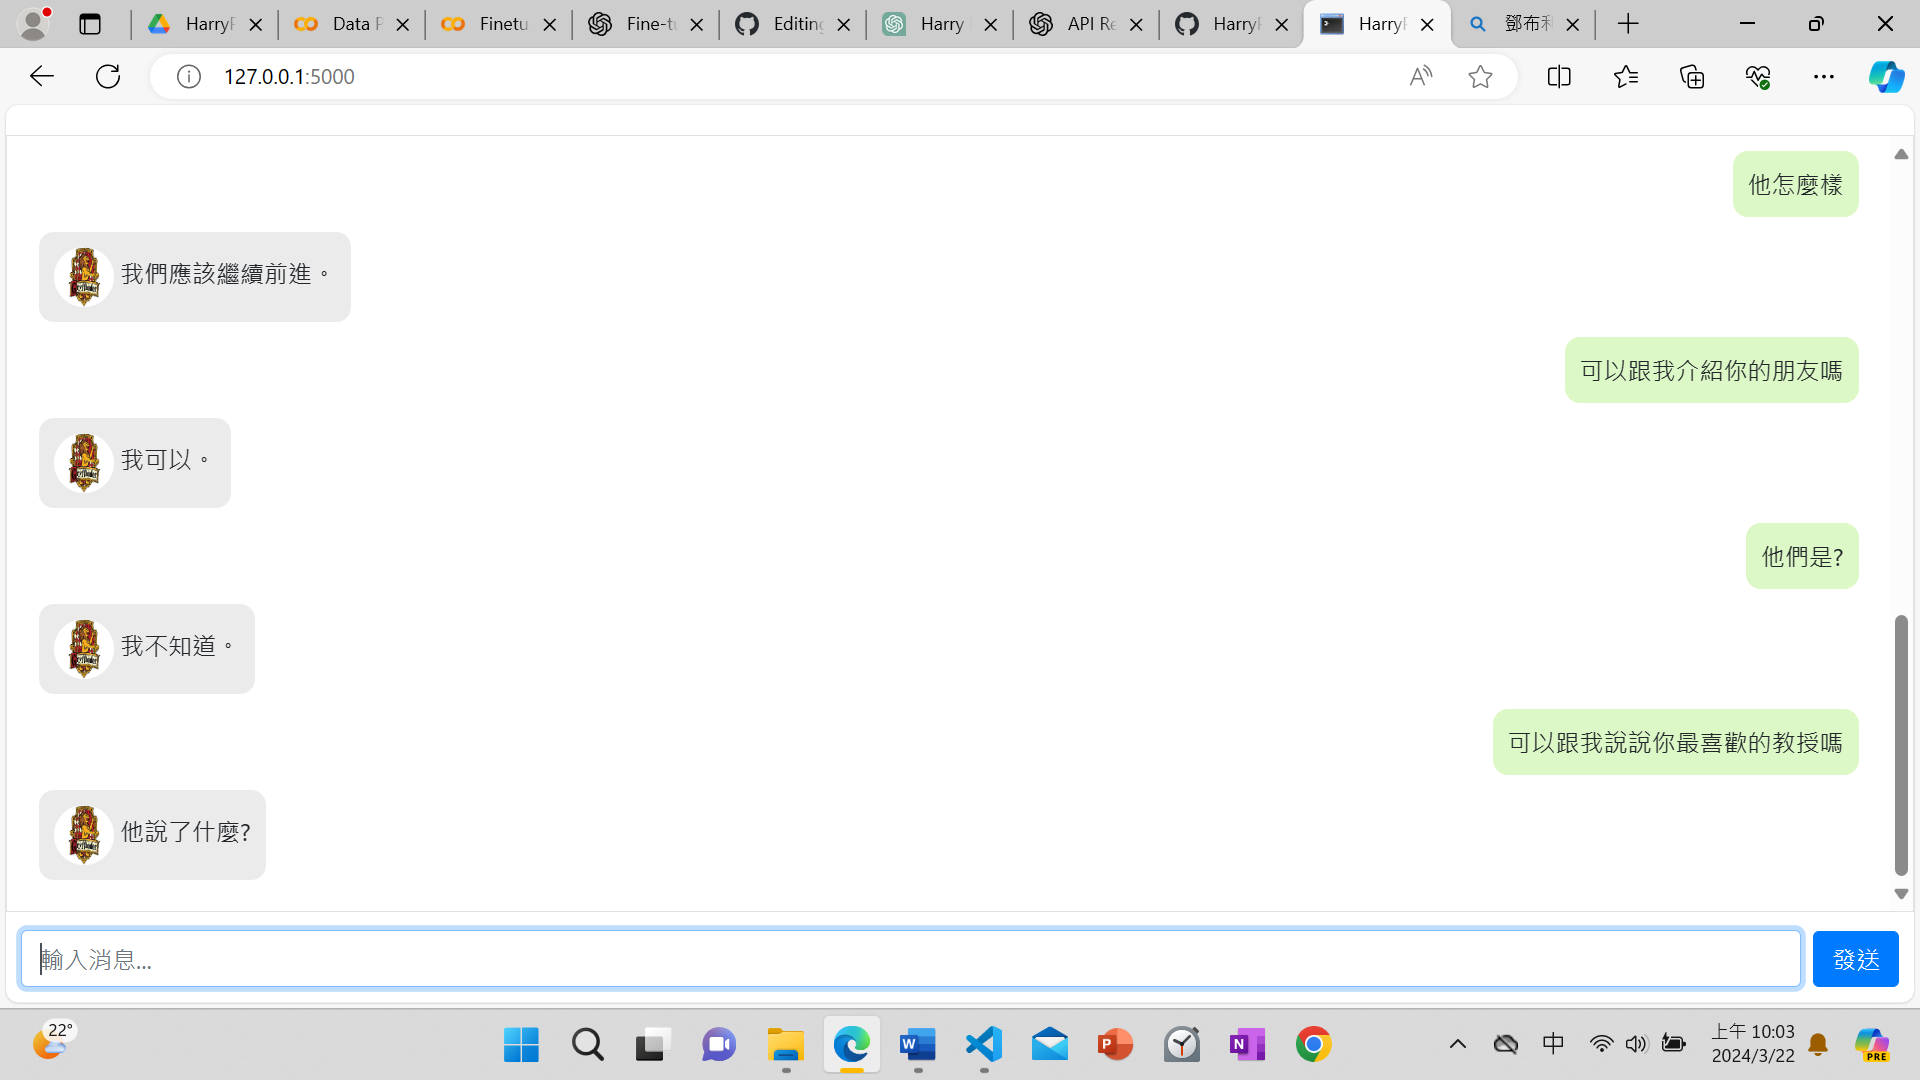 HarryP
Data P
Finetu
Fine-tu
Editing
Harry
API Re
HarryP
HarryP
鄧布利
127.0.0.1:5000
他怎麼樣
我們應該繼續前進。
可以跟我介紹你的朋友嗎
我可以。
他們是?
我不知道。
可以跟我說說你最喜歡的教授嗎
他說了什麼?
輸入消息...
發送
22°
中
上午 10:03
2024/3/22
PRE